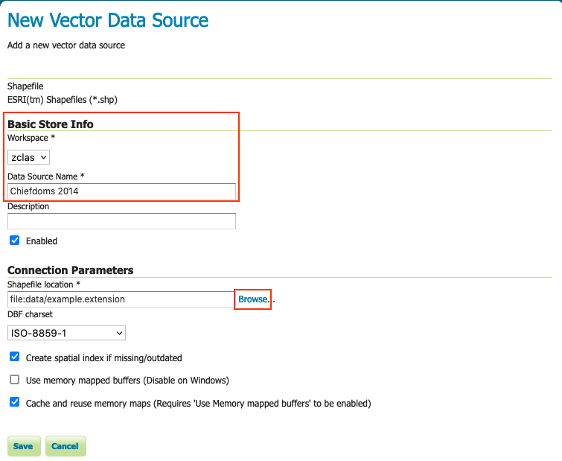 New Vector Data Source
Add a new vector data source
Shapefile
ESRI(tm) Shapefiles (*.shp)
Basic Store Info
Workspace *
zclas
Data Source Name *
Chiefdoms 2014
Description
Enabled
Connection Parameters
Shapefile location *
file:data/example.extension Browse...
DBF charset
ISO-8859-1
Create spatial index if missing/outdated
Use memory mapped buffers (Disable on Windows)
Cache and reuse memory maps (Requires 'Use Memory mapped buffers' to be enabled)
Save Cancel